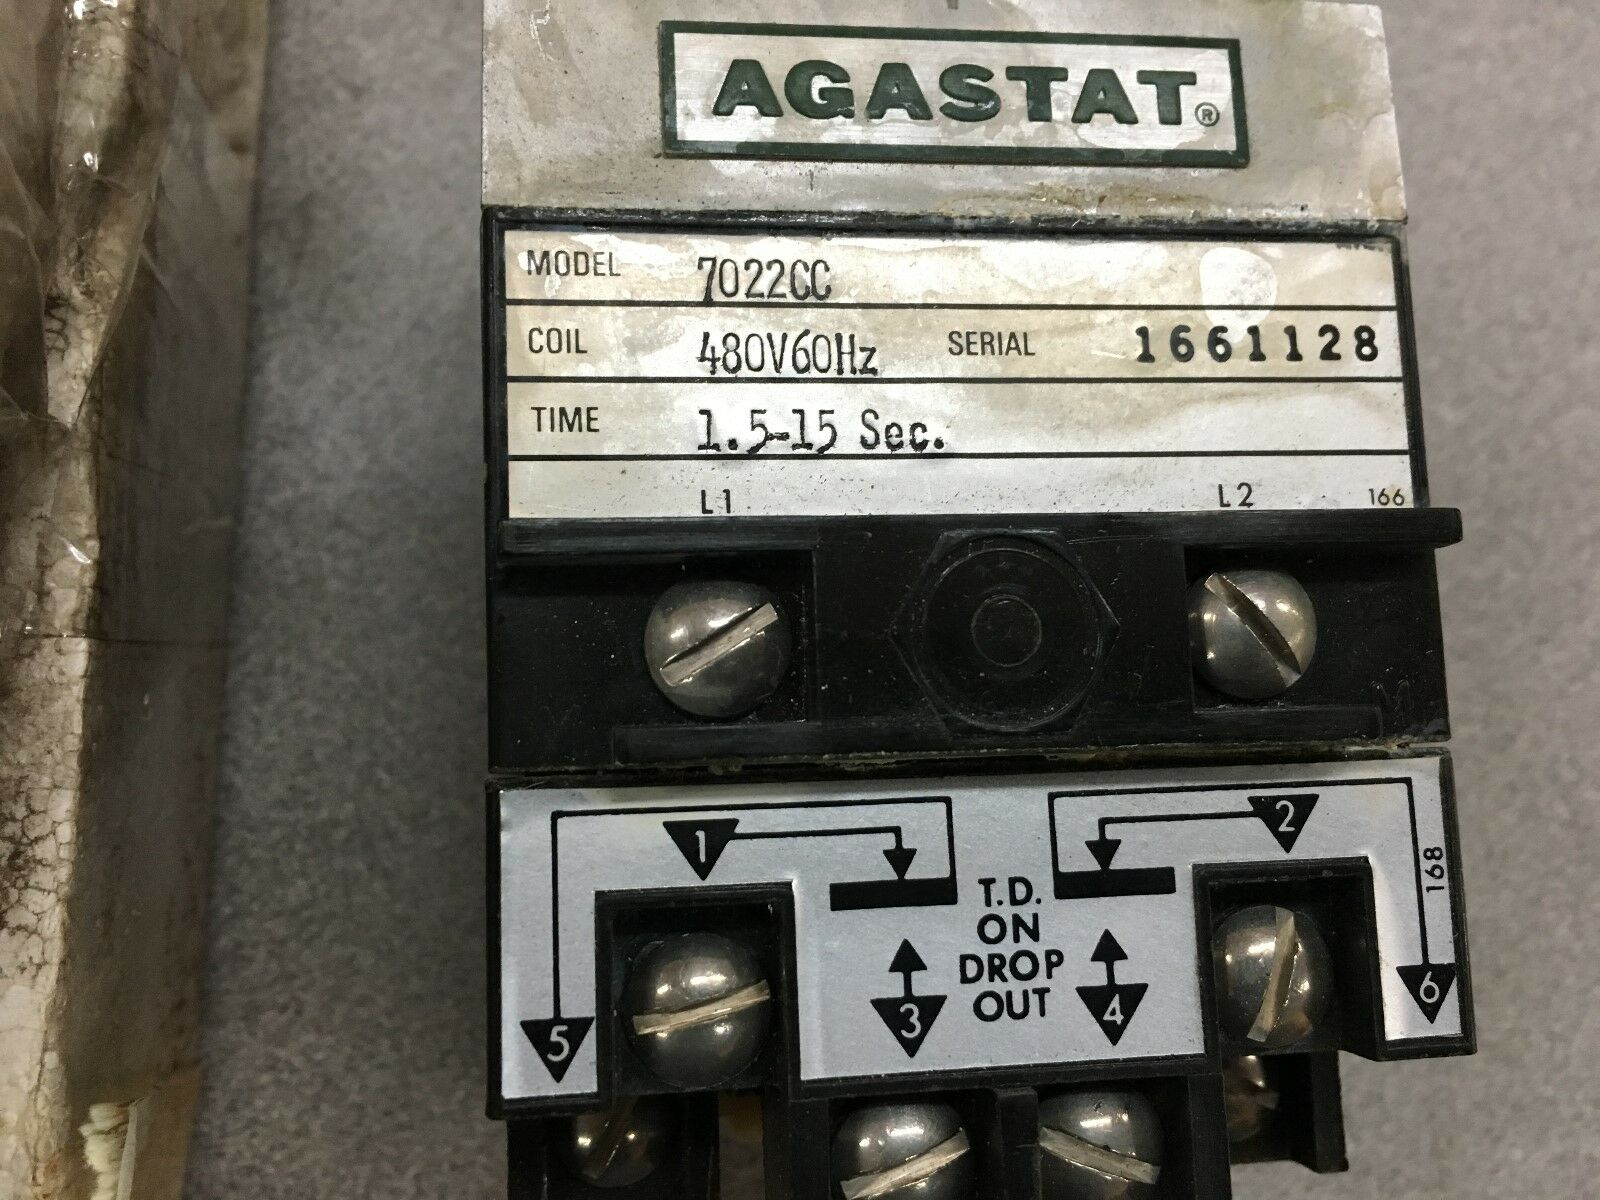 AGASTAT®
MODEL 7022CC
COIL 480V60Hz SERIAL 1661128
TIME 1.5-15 Sec.
L1 L2 166
1 2
T.D.
ON
DROP
OUT
168
5 3 4 6